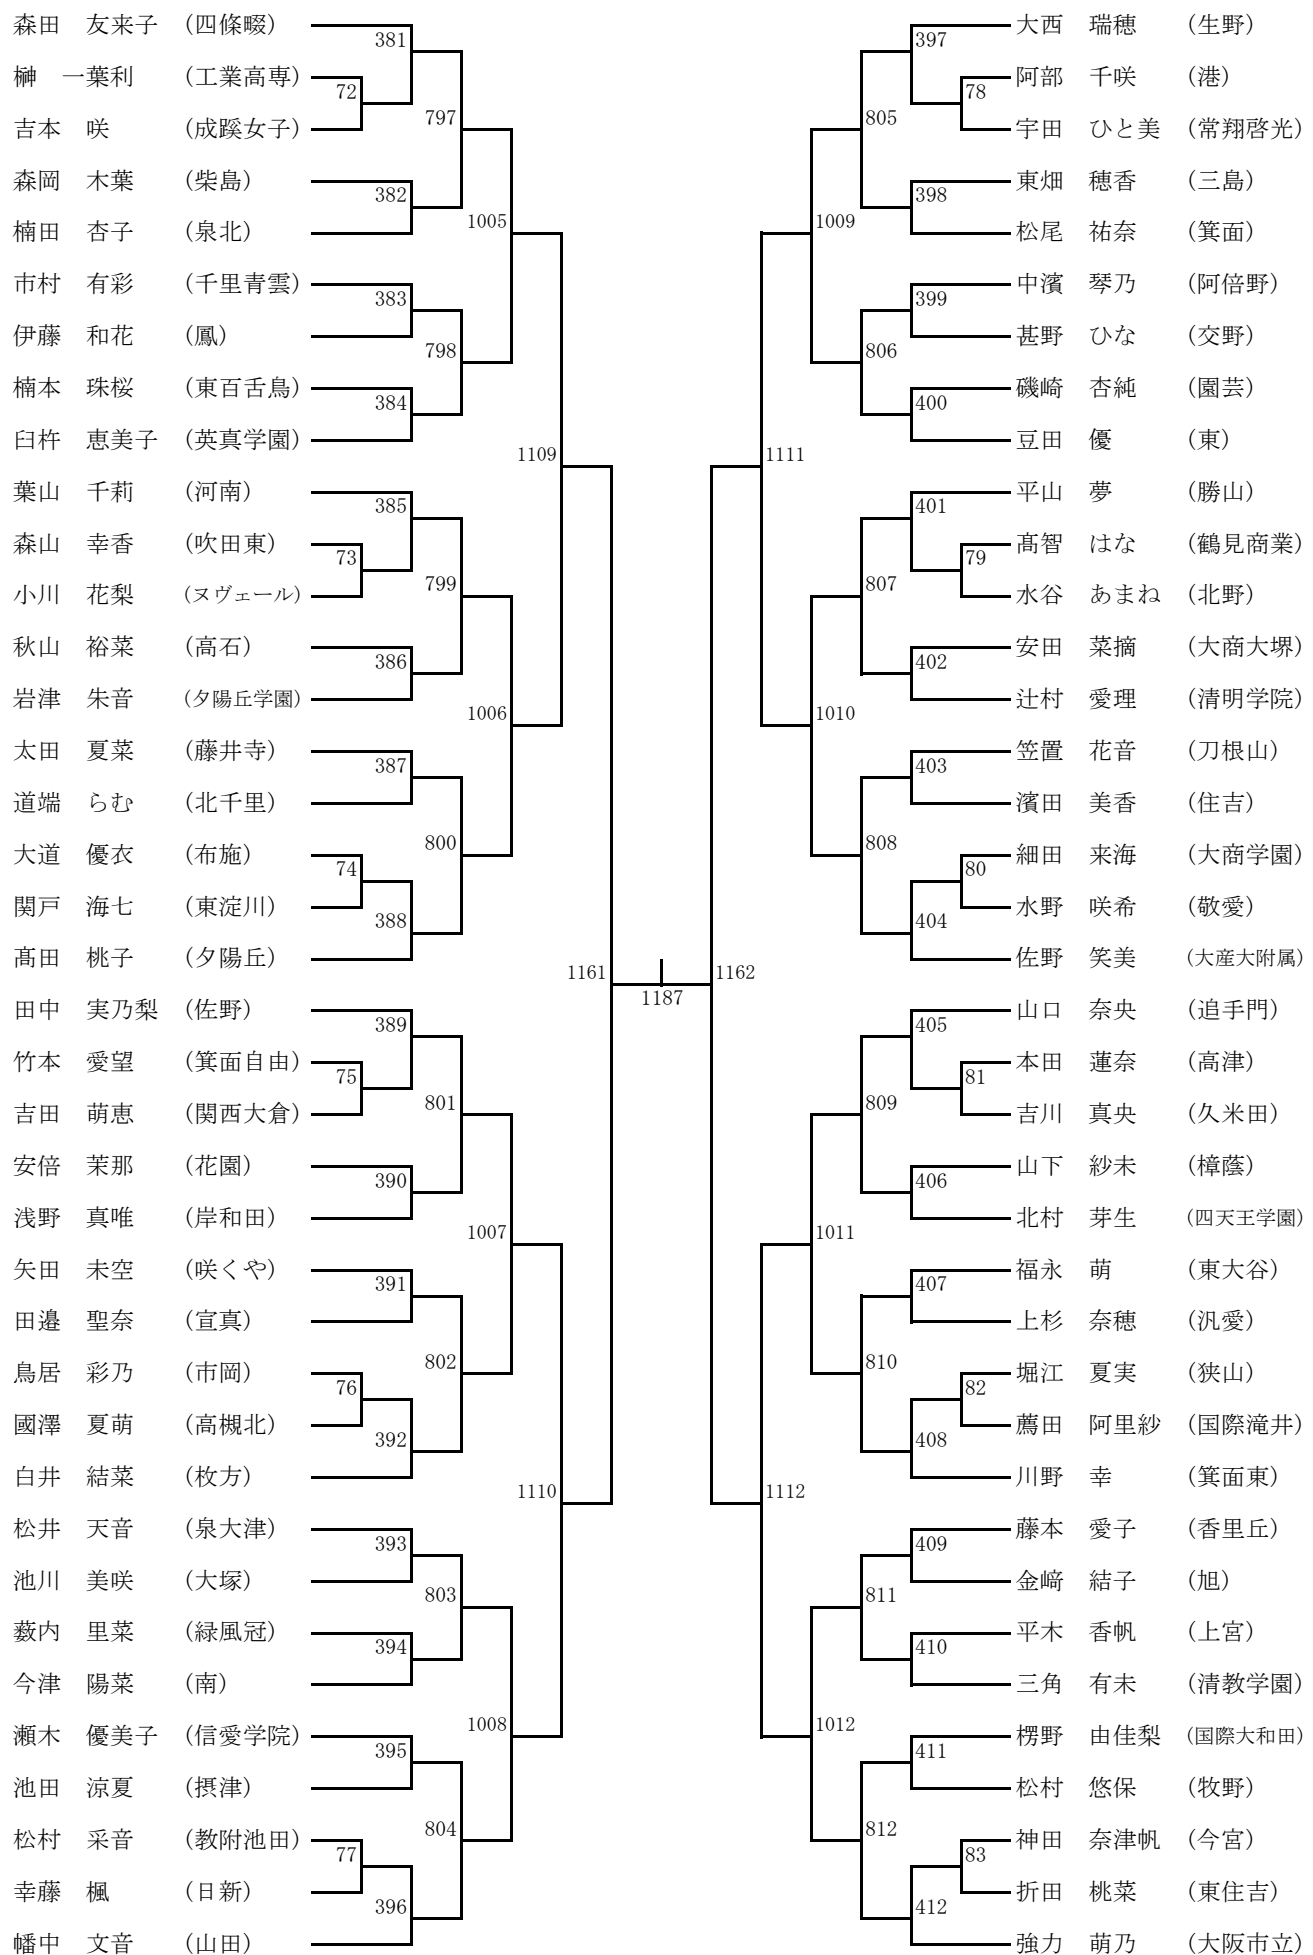 森田 友来子 (四條畷) 381 397 大西 瑞穂 (生野)
榊 一葉利 (工業高専) 72 阿部 千咲 (港) 78
吉本 咲 (成蹊女子) 797 805 宇田 ひと美 (常翔啓光)
森岡 木葉 (柴島) 382 398 東畑 穂香 (三島)
楠田 杏子 (泉北) 1005 1009 松尾 祐奈 (箕面)
市村 有彩 (千里青雲) 383 399 中濱 琴乃 (阿倍野)
伊藤 和花 (鳳) 798 806 甚野 ひな (交野)
楠本 珠桜 (東百舌鳥) 384 400 磯崎 杏純 (園芸)
臼杵 恵美子 (英真学園) 1109 1111 豆田 優 (東)
葉山 千莉 (河南) 385 401 平山 夢 (勝山)
森山 幸香 (吹田東) 73 79 髙智 はな (鶴見商業)
小川 花梨 (ヌヴェール) 799 807 水谷 あまね (北野)
秋山 裕菜 (高石) 386 402 安田 菜摘 (大商大堺)
岩津 朱音 (夕陽丘学園) 1006 1010 辻村 愛理 (清明学院)
太田 夏菜 (藤井寺) 387 403 笠置 花音 (刀根山)
道端 らむ (北千里) 800 808 濱田 美香 (住吉)
大道 優衣 (布施) 74 80 細田 来海 (大商学園)
関戸 海七 (東淀川) 388 404 水野 咲希 (敬愛)
髙田 桃子 (夕陽丘) 1161 1162 佐野 笑美 (大産大附属)
1187
田中 実乃梨 (佐野) 389 405 山口 奈央 (追手門)
竹本 愛望 (箕面自由) 75 81 本田 蓮奈 (高津)
吉田 萌恵 (関西大倉) 801 809 吉川 真央 (久米田)
安倍 茉那 (花園) 390 406 山下 紗未 (樟蔭)
浅野 真唯 (岸和田) 1007 1011 北村 芽生 (四天王学園)
矢田 未空 (咲くや) 391 407 福永 萌 (東大谷)
田邉 聖奈 (宣真) 802 810 上杉 奈穂 (汎愛)
鳥居 彩乃 (市岡) 76 82 堀江 夏実 (狭山)
國澤 夏萌 (高槻北) 392 408 薦田 阿里紗 (国際滝井)
白井 結菜 (枚方) 1110 1112 川野 幸 (箕面東)
松井 天音 (泉大津) 393 409 藤本 愛子 (香里丘)
池川 美咲 (大塚) 803 811 金﨑 結子 (旭)
薮内 里菜 (緑風冠) 394 410 平木 香帆 (上宮)
今津 陽菜 (南) 1008 1012 三角 有未 (清教学園)
瀬木 優美子 (信愛学院) 395 411 楞野 由佳梨 (国際大和田)
池田 涼夏 (摂津) 804 812 松村 悠保 (牧野)
松村 采音 (教附池田) 77 83 神田 奈津帆 (今宮)
幸藤 楓 (日新) 396 412 折田 桃菜 (東住吉)
幡中 文音 (山田) 強力 萌乃 (大阪市立)